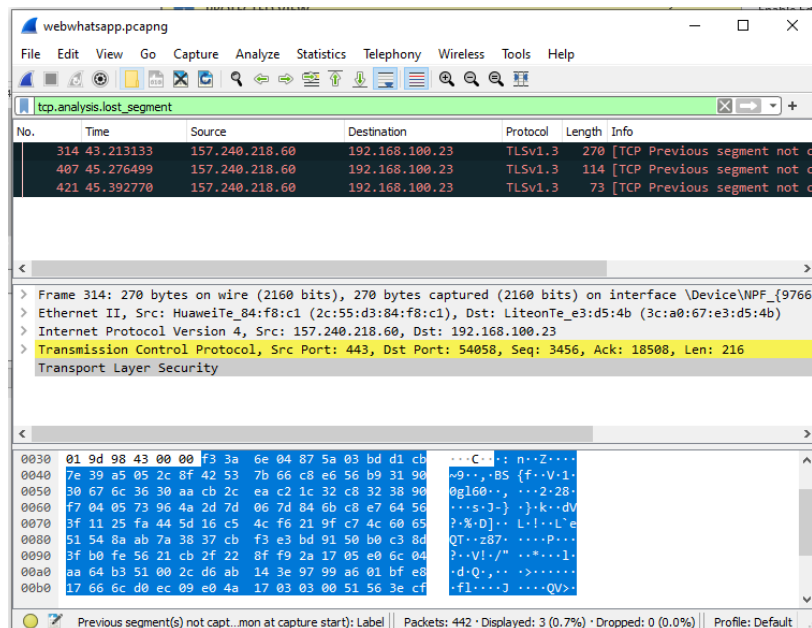 webwhatsapp.pcapng
File Edit View Go Capture Analyze Statistics Telephony Wireless Tools Help
tcp.analysis.lost_segment
No. Time Source Destination Protocol Length Info
314 43.213133 157.240.218.60 192.168.100.23 TLSv1.3 270 [TCP Previous segment not c
407 45.276499 157.240.218.60 192.168.100.23 TLSv1.3 114 [TCP Previous segment not c
421 45.392770 157.240.218.60 192.168.100.23 TLSv1.3 73 [TCP Previous segment not c
Frame 314: 270 bytes on wire (2160 bits), 270 bytes captured (2160 bits) on interface \Device\NPF_{9766
Ethernet II, Src: HuaweiTe_84:f8:c1 (2c:55:d3:84:f8:c1), Dst: LiteonTe_e3:d5:4b (3c:a0:67:e3:d5:4b)
Internet Protocol Version 4, Src: 157.240.218.60, Dst: 192.168.100.23
Transmission Control Protocol, Src Port: 443, Dst Port: 54058, Seq: 3456, Ack: 18508, Len: 216
Transport Layer Security
0030 01 9d 98 43 00 00 f3 3a 6e 04 87 5a 03 bd d1 cb ···C···: n··Z····
0040 7e 39 a5 05 2c 8f 42 53 7b 66 c8 e6 56 b9 31 90 ~9··,·BS {f··V·1·
0050 30 67 6c 36 30 aa cb 2c ea c2 1c 32 c8 32 38 90 0gl60··, ···2·28·
0060 f7 04 05 73 96 4a 2d 7d 06 7d 84 6b c8 e7 64 56 ···s·J-} ·}·k··dV
0070 3f 11 25 fa 44 5d 16 c5 4c f6 21 9f c7 4c 60 65 ?·%·D]·· L·!··L`e
0080 51 54 8a ab 7a 38 37 cb f3 e3 bd 91 50 b0 c3 8d QT··z87· ····P···
0090 3f b0 fe 56 21 cb 2f 22 8f f9 2a 17 05 e0 6c 04 ?··V!·/" ··*···l·
00a0 aa 64 b3 51 00 2c d6 ab 14 3e 97 99 a6 01 bf e8 ·d·Q·,·· ·>······
00b0 17 66 6c d0 ec 09 e0 4a 17 03 03 00 51 56 3e cf ·fl····J ····QV>·
Previous segment(s) not capt...mon at capture start): Label Packets: 442 · Displayed: 3 (0.7%) · Dropped: 0 (0.0%) Profile: Default